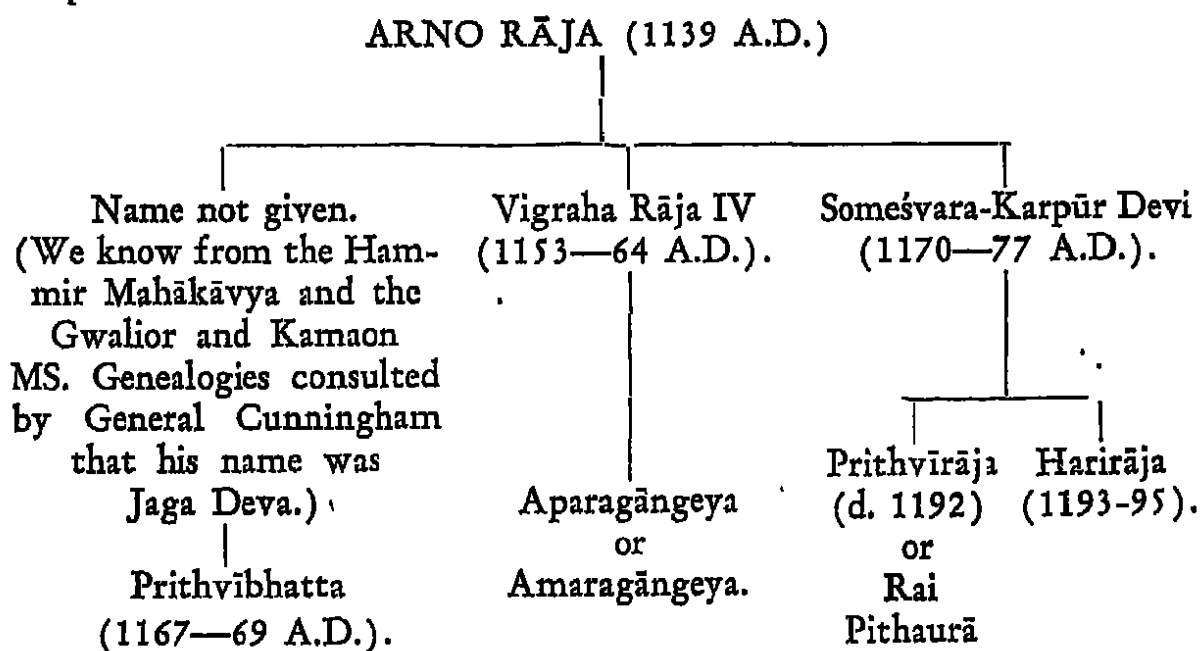 ARNO RĀJA (1139 A.D.)
Name not given.
(We know from the Ham-
mir Mahākāvya and the
Gwalior and Kamaon
MS. Genealogies consulted
by General Cunningham
that his name was
Jaga Deva.)
Prithvībhatta
(1167—69 A.D.).
Vigraha Rāja IV
(1153—64 A.D.).
Aparagāngeya
or
Amaragāngeya.
Someśvara-Karpūr Devi
(1170—77 A.D.).
Prithvīrāja
(d. 1192)
or
Rai
Pithaurā
Harirāja
(1193-95).